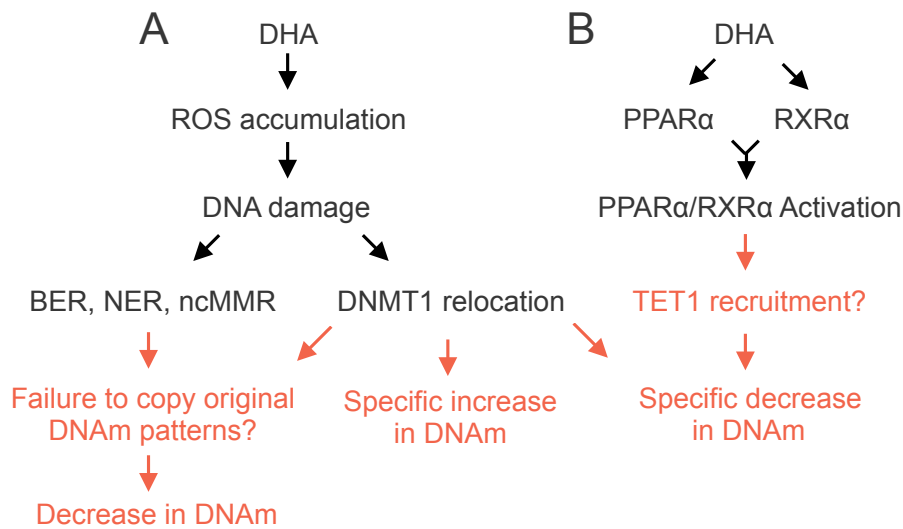 A
DHA
ROS accumulation
DNA damage
BER, NER, ncMMR
DNMT1 relocation
Failure to copy original
DNAm patterns?
Specific increase
in DNAm
Decrease in DNAm
B
DHA
PPARα
RXRα
PPARα/RXRα Activation
TET1 recruitment?
Specific decrease
in DNAm